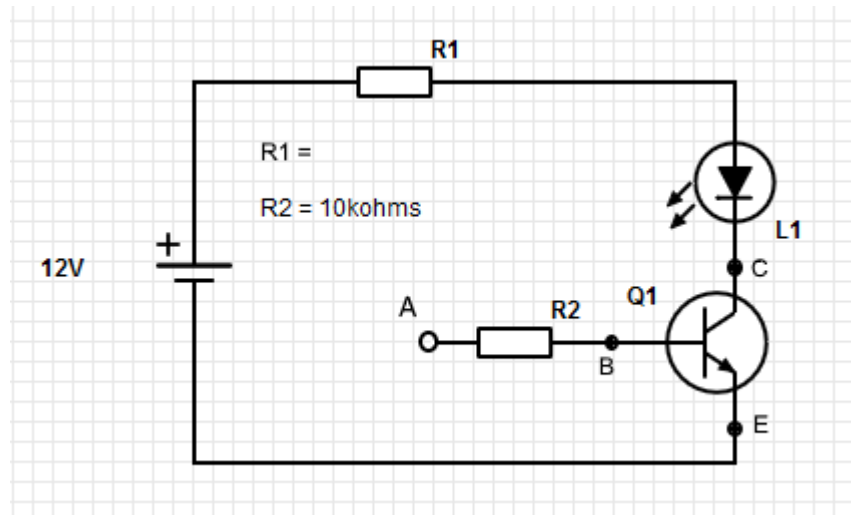 R1
R1 =
R2 = 10kohms
L1
+
12V
C
Q1
A
R2
B
E